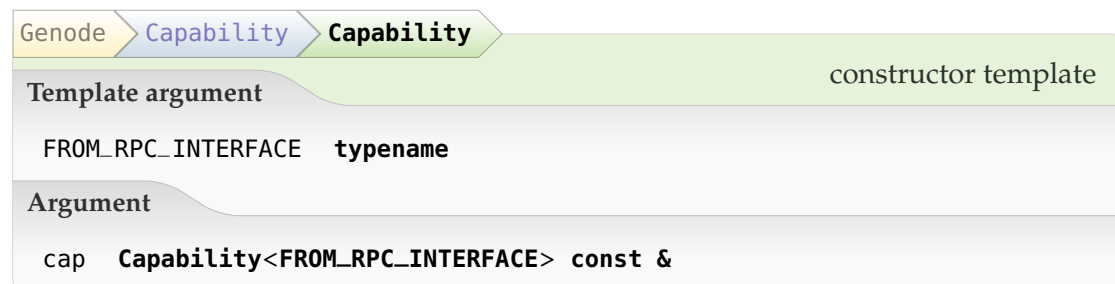 Genode Capability Capability
constructor template
Template argument
FROM_RPC_INTERFACE typename
Argument
cap Capability<FROM_RPC_INTERFACE> const &